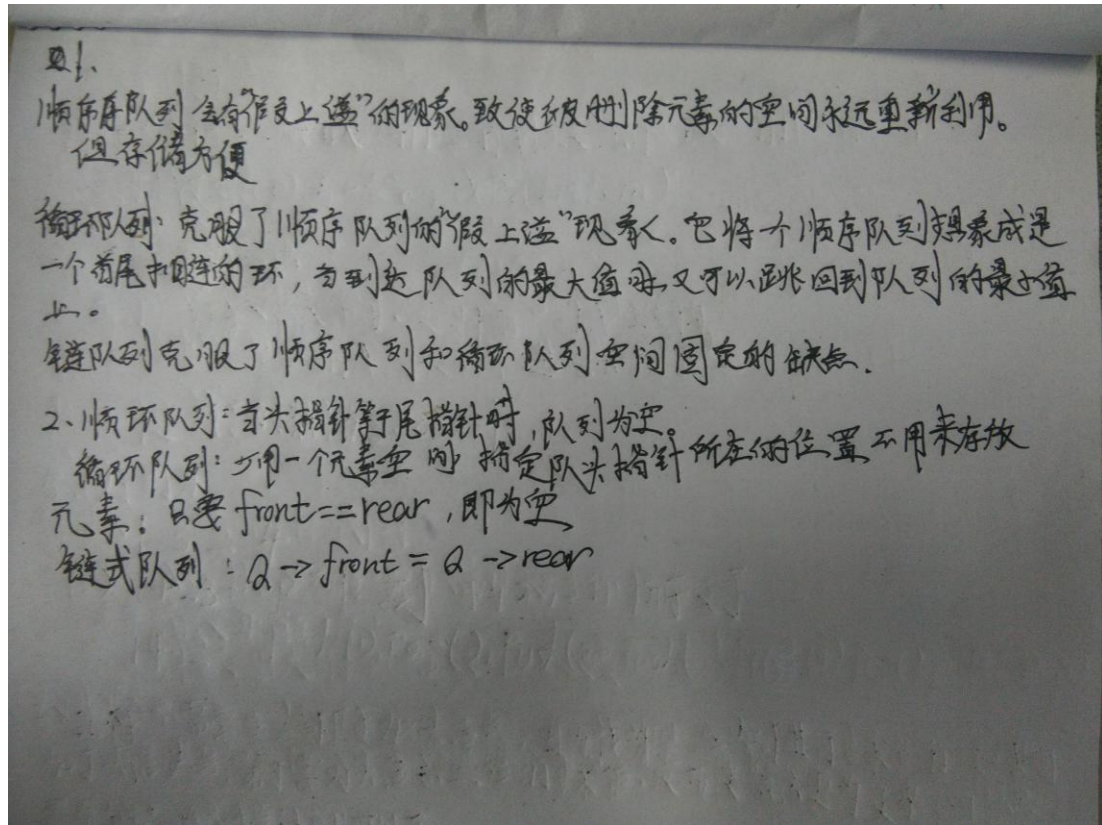 1.
顺序存队列会有"假上溢"的现象。致使被删除元素的空间永远重新利用。
但存储方便
循环队列:克服了顺序队列的"假上溢"现象。它将一个顺序队列想象成是
一个首尾相连的环,当到达队列的最大值时,又可以跳回到队列的最小值
上。
链队列克服了顺序队列和循环队列空间固定的缺点.
2、顺环队列:当头指针等于尾指针时,队列为空。
循环队列:少用一个元素空间,指定队头指针所在的位置不用来存放
元素;只要front==rear,即为空
链式队列:Q->front=Q->rear